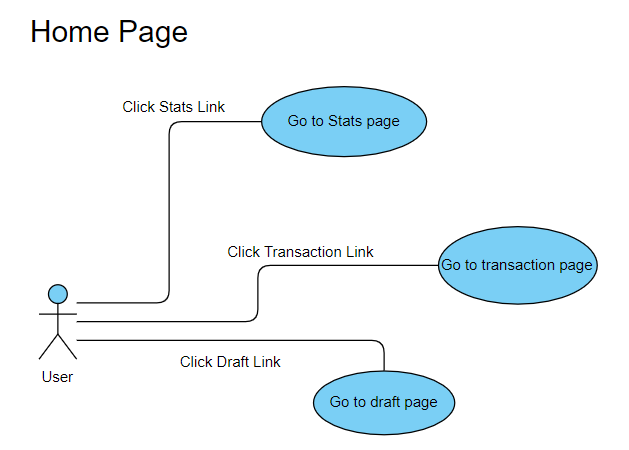 Home Page
Click Stats Link
Go to Stats page
Click Transaction Link
Go to transaction page
User
Click Draft Link
Go to draft page